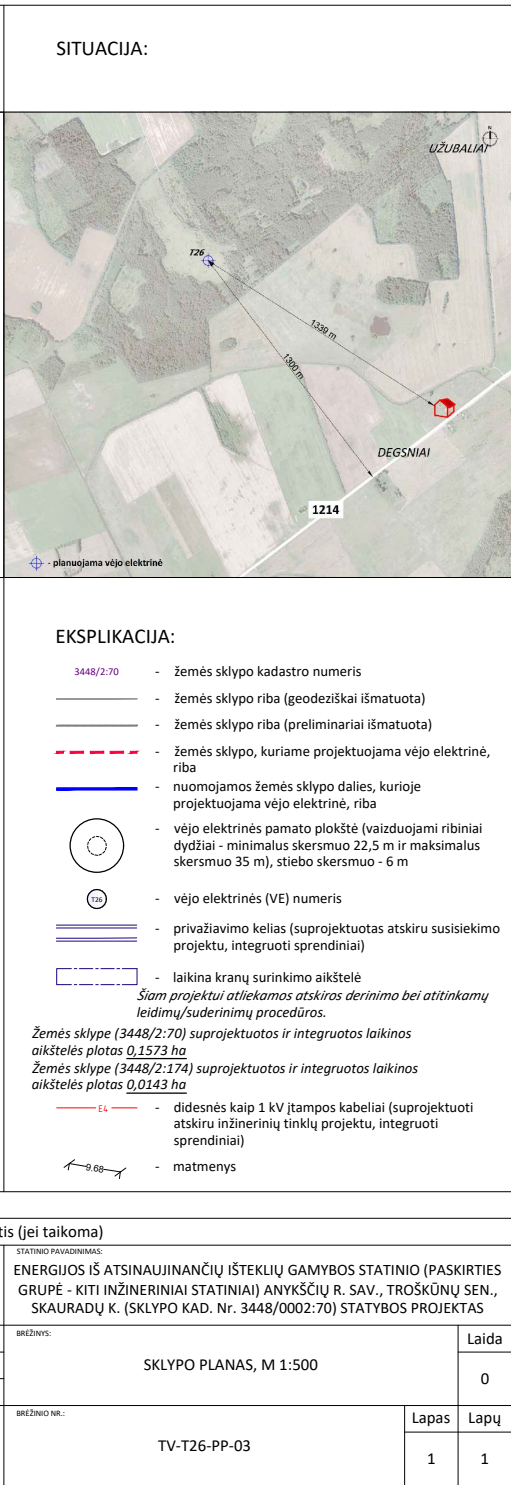 SITUACIJA:
N
UŽUBALIAI
T26
1339 m
1300 m
DEGSNIAI
1214
- planuojama vėjo elektrinė
EKSPLIKACIJA:
3448/2:70 - žemės sklypo kadastro numeris
- žemės sklypo riba (geodeziškai išmatuota)
- žemės sklypo riba (preliminariai išmatuota)
- žemės sklypo, kuriame projektuojama vėjo elektrinė,
riba
- nuomojamos žemės sklypo dalies, kurioje
projektuojama vėjo elektrinė, riba
- vėjo elektrinės pamato plokštė (vaizduojami ribiniai
dydžiai - minimalus skersmuo 22,5 m ir maksimalus
skersmuo 35 m), stiebo skersmuo - 6 m
T26 - vėjo elektrinės (VE) numeris
- privažiavimo kelias (suprojektuotas atskiru susisiekimo
projektu, integruoti sprendiniai)
- laikina kranų surinkimo aikštelė
Šiam projektui atliekamos atskiros derinimo bei atitinkamų
leidimų/suderinimų procedūros.
Žemės sklype (3448/2:70) suprojektuotos ir integruotos laikinos
aikštelės plotas 0,1573 ha
Žemės sklype (3448/2:174) suprojektuotos ir integruotos laikinos
aikštelės plotas 0,0143 ha
E4 - didesnės kaip 1 kV įtampos kabeliai (suprojektuoti
atskiru inžinerinių tinklų projektu, integruoti
sprendiniai)
9.68 - matmenys
tis (jei taikoma)
STATINIO PAVADINIMAS:
ENERGIJOS IŠ ATSINAUJINANČIŲ IŠTEKLIŲ GAMYBOS STATINIO (PASKIRTIES
GRUPĖ - KITI INŽINERINIAI STATINIAI) ANYKŠČIŲ R. SAV., TROŠKŪNŲ SEN.,
SKAURADŲ K. (SKLYPO KAD. Nr. 3448/0002:70) STATYBOS PROJEKTAS
BRĖŽINYS:
Laida
SKLYPO PLANAS, M 1:500
0
BRĖŽINIO NR.:
Lapas Lapų
TV-T26-PP-03
1 1